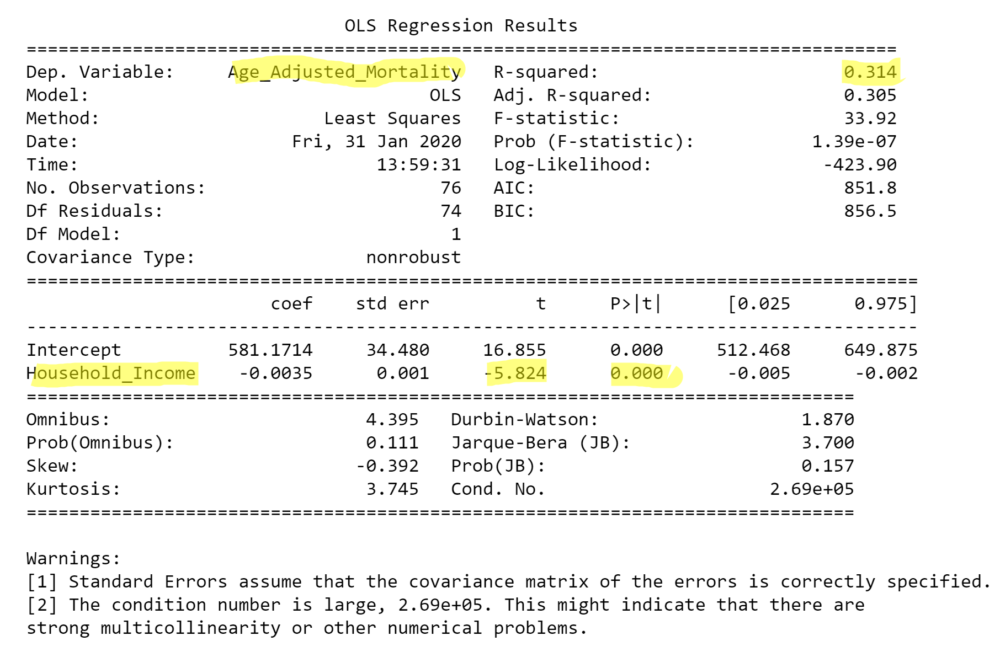 OLS Regression Results
==================================================================================
Dep. Variable: Age_Adjusted_Mortality R-squared: 0.314
Model: OLS Adj. R-squared: 0.305
Method: Least Squares F-statistic: 33.92
Date: Fri, 31 Jan 2020 Prob (F-statistic): 1.39e-07
Time: 13:59:31 Log-Likelihood: -423.90
No. Observations: 76 AIC: 851.8
Df Residuals: 74 BIC: 856.5
Df Model: 1
Covariance Type: nonrobust
====================================================================================
coef std err t P>|t| [0.025 0.975]
------------------------------------------------------------------------------------
Intercept 581.1714 34.480 16.855 0.000 512.468 649.875
Household_Income -0.0035 0.001 -5.824 0.000 -0.005 -0.002
==============================================================================
Omnibus: 4.395 Durbin-Watson: 1.870
Prob(Omnibus): 0.111 Jarque-Bera (JB): 3.700
Skew: -0.392 Prob(JB): 0.157
Kurtosis: 3.745 Cond. No. 2.69e+05
==============================================================================
Warnings:
[1] Standard Errors assume that the covariance matrix of the errors is correctly specified.
[2] The condition number is large, 2.69e+05. This might indicate that there are
strong multicollinearity or other numerical problems.